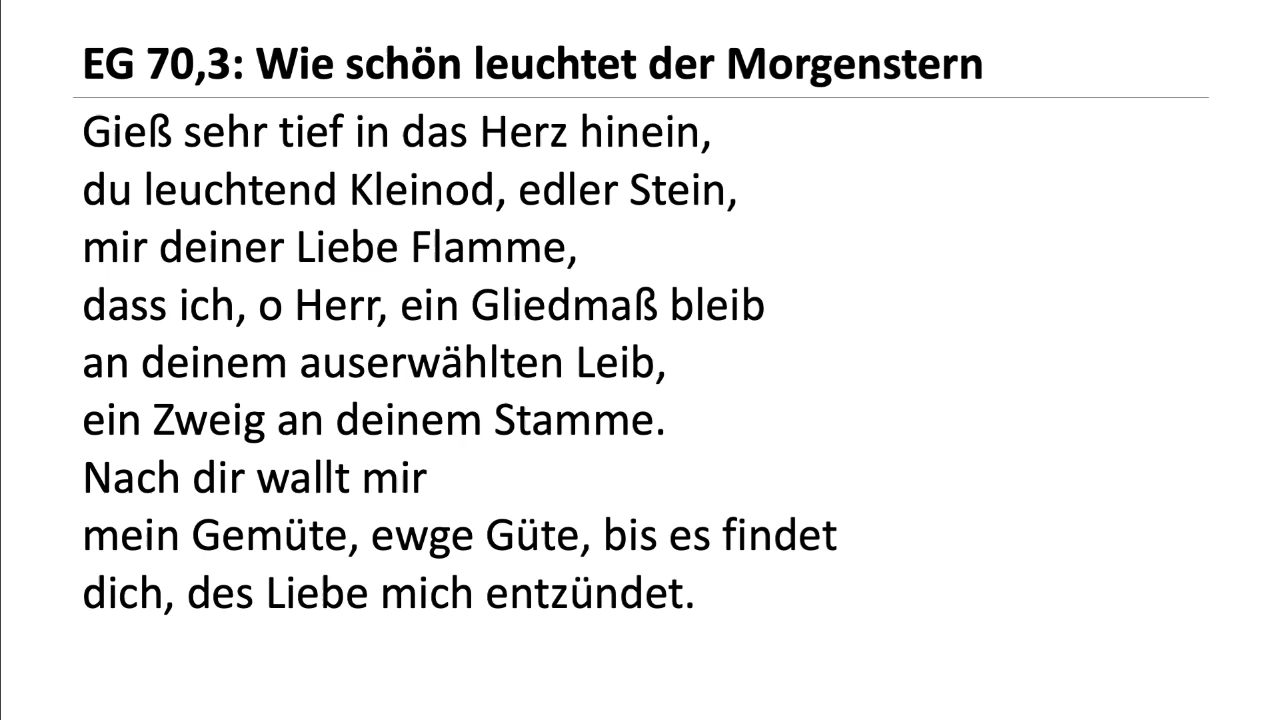 EG 70,3: Wie schön leuchtet der Morgenstern
Gieß sehr tief in das Herz hinein,
du leuchtend Kleinod, edler Stein,
mir deiner Liebe Flamme,
dass ich, o Herr, ein Gliedmaß bleib
an deinem auserwählten Leib,
ein Zweig an deinem Stamme.
Nach dir wallt mir
mein Gemüte, ewge Güte, bis es findet
dich, des Liebe mich entzündet.